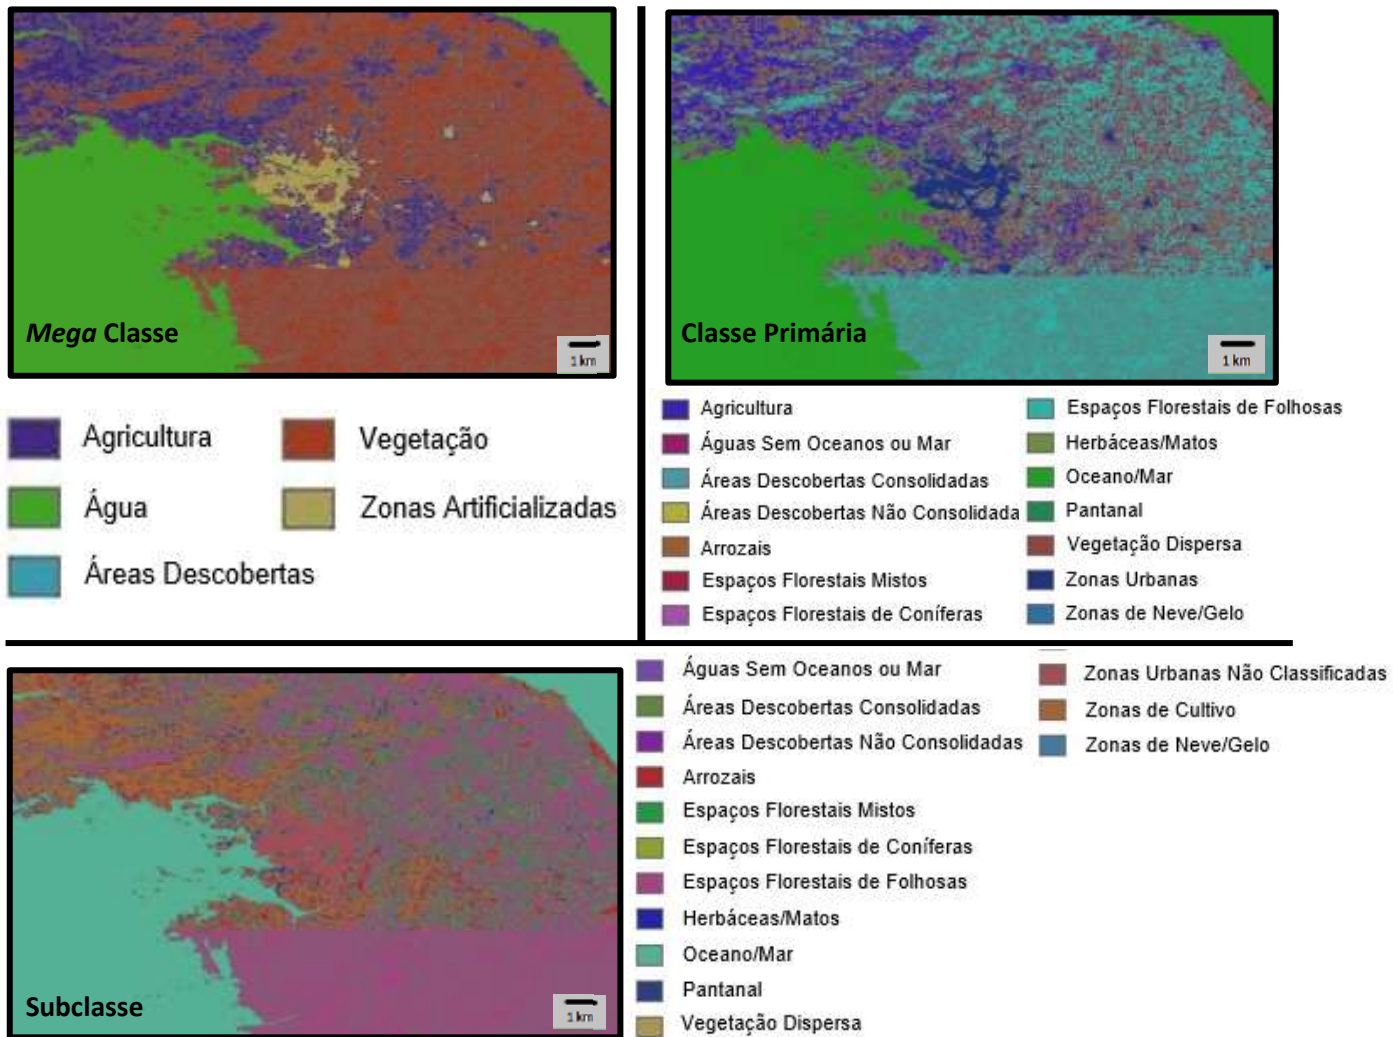 Mega Classe
1 km
Agricultura
Vegetação
Água
Zonas Artificializadas
Áreas Descobertas
Classe Primária
1 km
Agricultura
Águas Sem Oceanos ou Mar
Áreas Descobertas Consolidadas
Áreas Descobertas Não Consolidada
Arrozais
Espaços Florestais Mistos
Espaços Florestais de Coníferas
Espaços Florestais de Folhosas
Herbáceas/Matos
Oceano/Mar
Pantanal
Vegetação Dispersa
Zonas Urbanas
Zonas de Neve/Gelo
Subclasse
1 km
Águas Sem Oceanos ou Mar
Áreas Descobertas Consolidadas
Áreas Descobertas Não Consolidadas
Arrozais
Espaços Florestais Mistos
Espaços Florestais de Coníferas
Espaços Florestais de Folhosas
Herbáceas/Matos
Oceano/Mar
Pantanal
Vegetação Dispersa
Zonas Urbanas Não Classificadas
Zonas de Cultivo
Zonas de Neve/Gelo